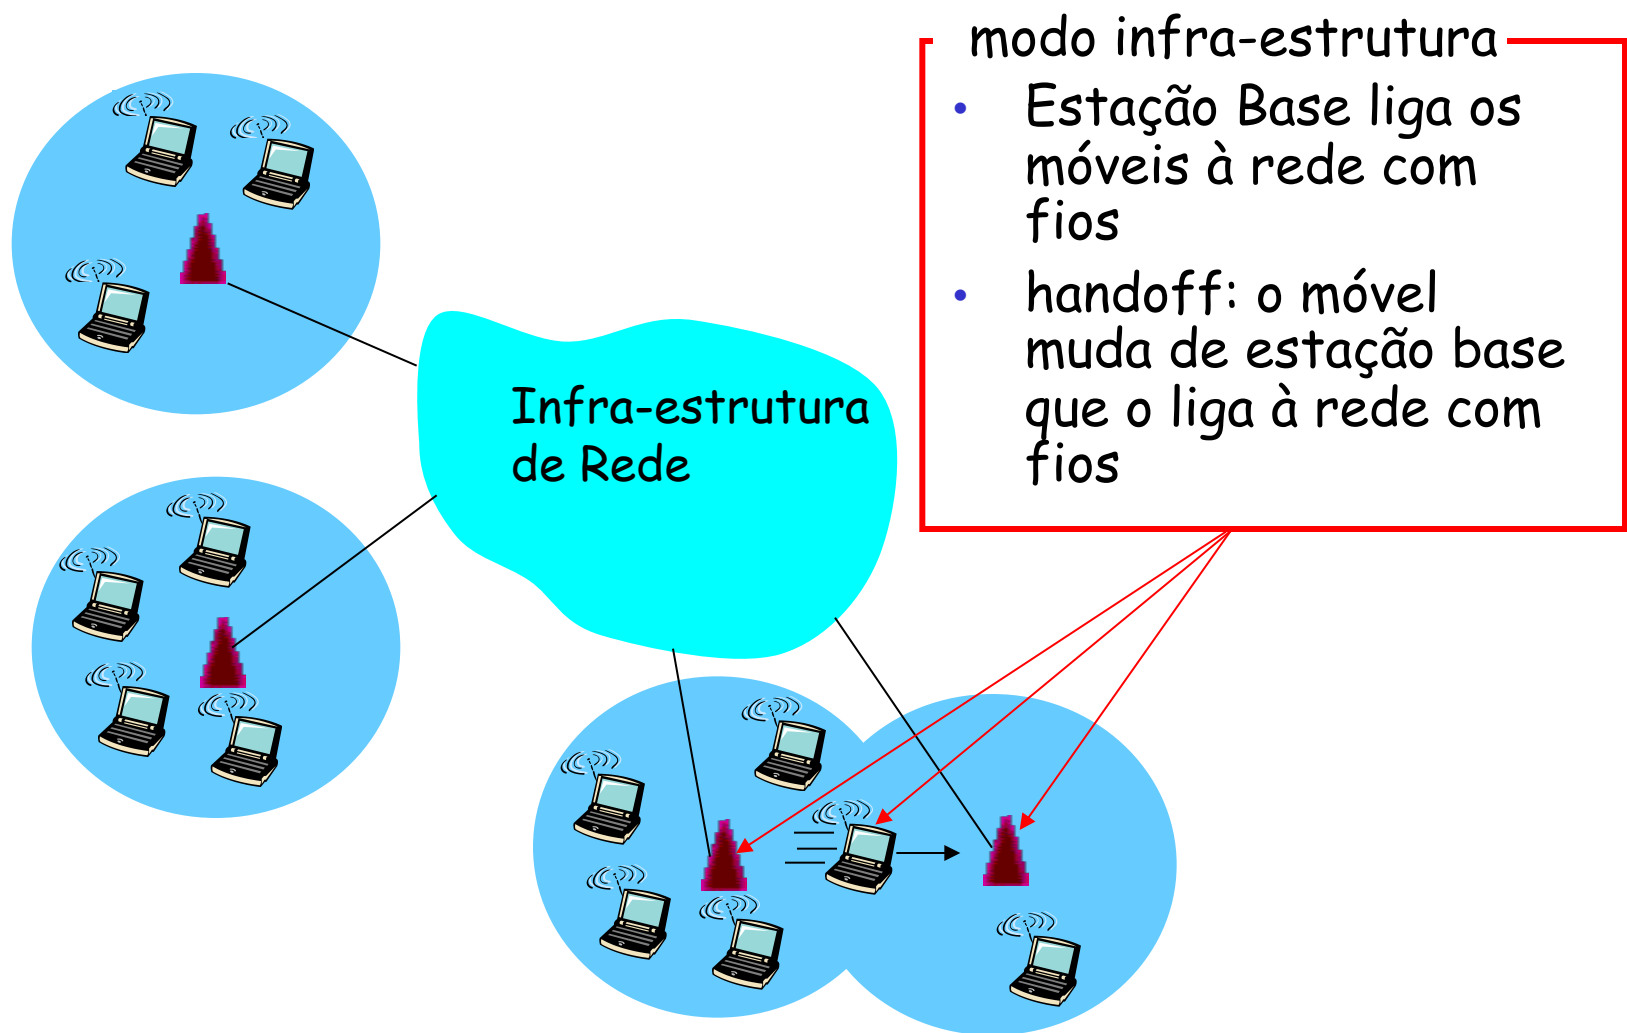 modo infra-estrutura
• Estação Base liga os
móveis à rede com
fios
• handoff: o móvel
muda de estação base
que o liga à rede com
fios
Infra-estrutura
de Rede